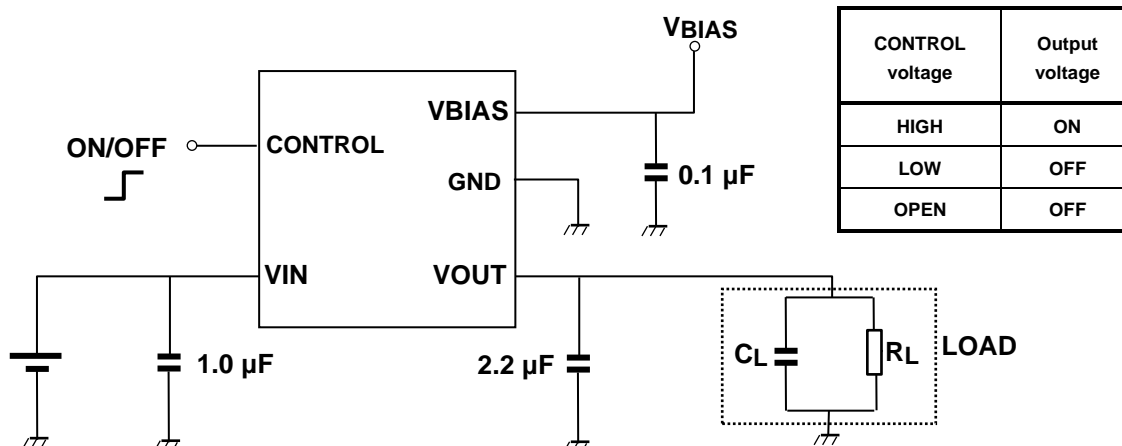 VBIAS
CONTROL voltage
Output voltage
HIGH
ON
LOW
OFF
OPEN
OFF
ON/OFF
CONTROL
VBIAS
GND
0.1 µF
VIN
VOUT
1.0 µF
2.2 µF
CL
RL
LOAD